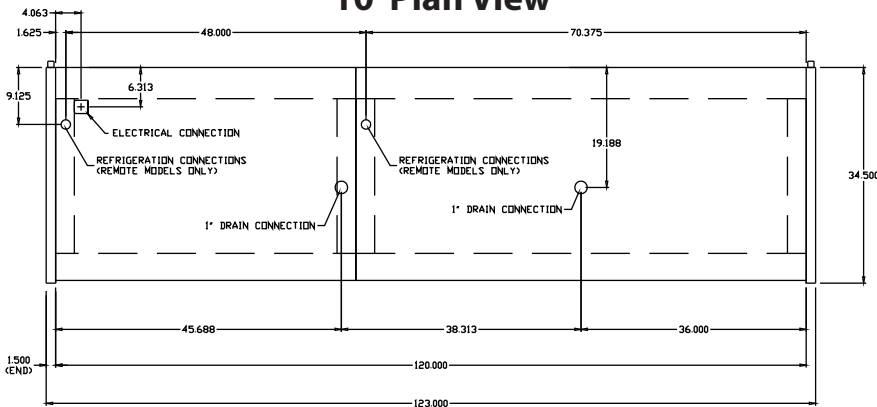 10' Plan View
4.063
1.625
48.000
70.375
9.125
6.313
ELECTRICAL CONNECTION
REFRIGERATION CONNECTIONS
(REMOTE MODELS ONLY)
REFRIGERATION CONNECTIONS
(REMOTE MODELS ONLY)
19.188
34.500
1" DRAIN CONNECTION
1" DRAIN CONNECTION
45.688
38.313
36.000
1.500
(END)
120.000
123.000